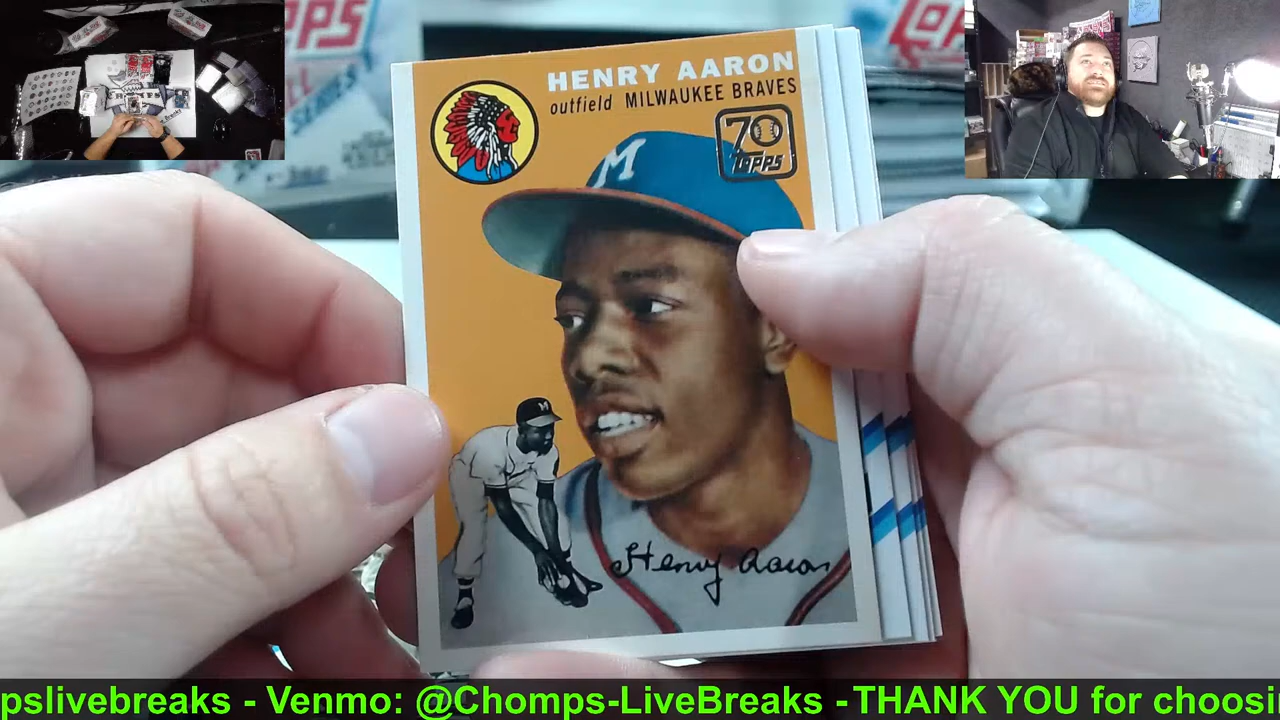 HENRY AARON
outfield MILWAUKEE BRAVES
70
TOPPS
M
M
Henry Aaron
pslivebreaks - Venmo: @Chomps-LiveBreaks - THANK YOU for choosi